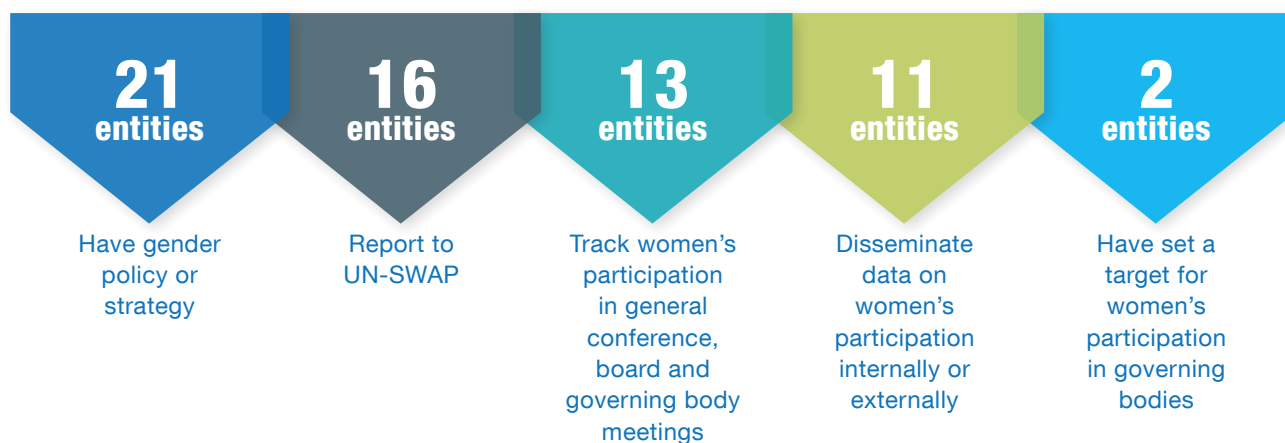 21
entities
Have gender
policy or
strategy
16
entities
Report to
UN-SWAP
13
entities
Track women’s
participation
in general
conference,
board and
governing body
meetings
11
entities
Disseminate
data on
women’s
participation
internally or
externally
2
entities
Have set a
target for
women’s
participation
in governing
bodies